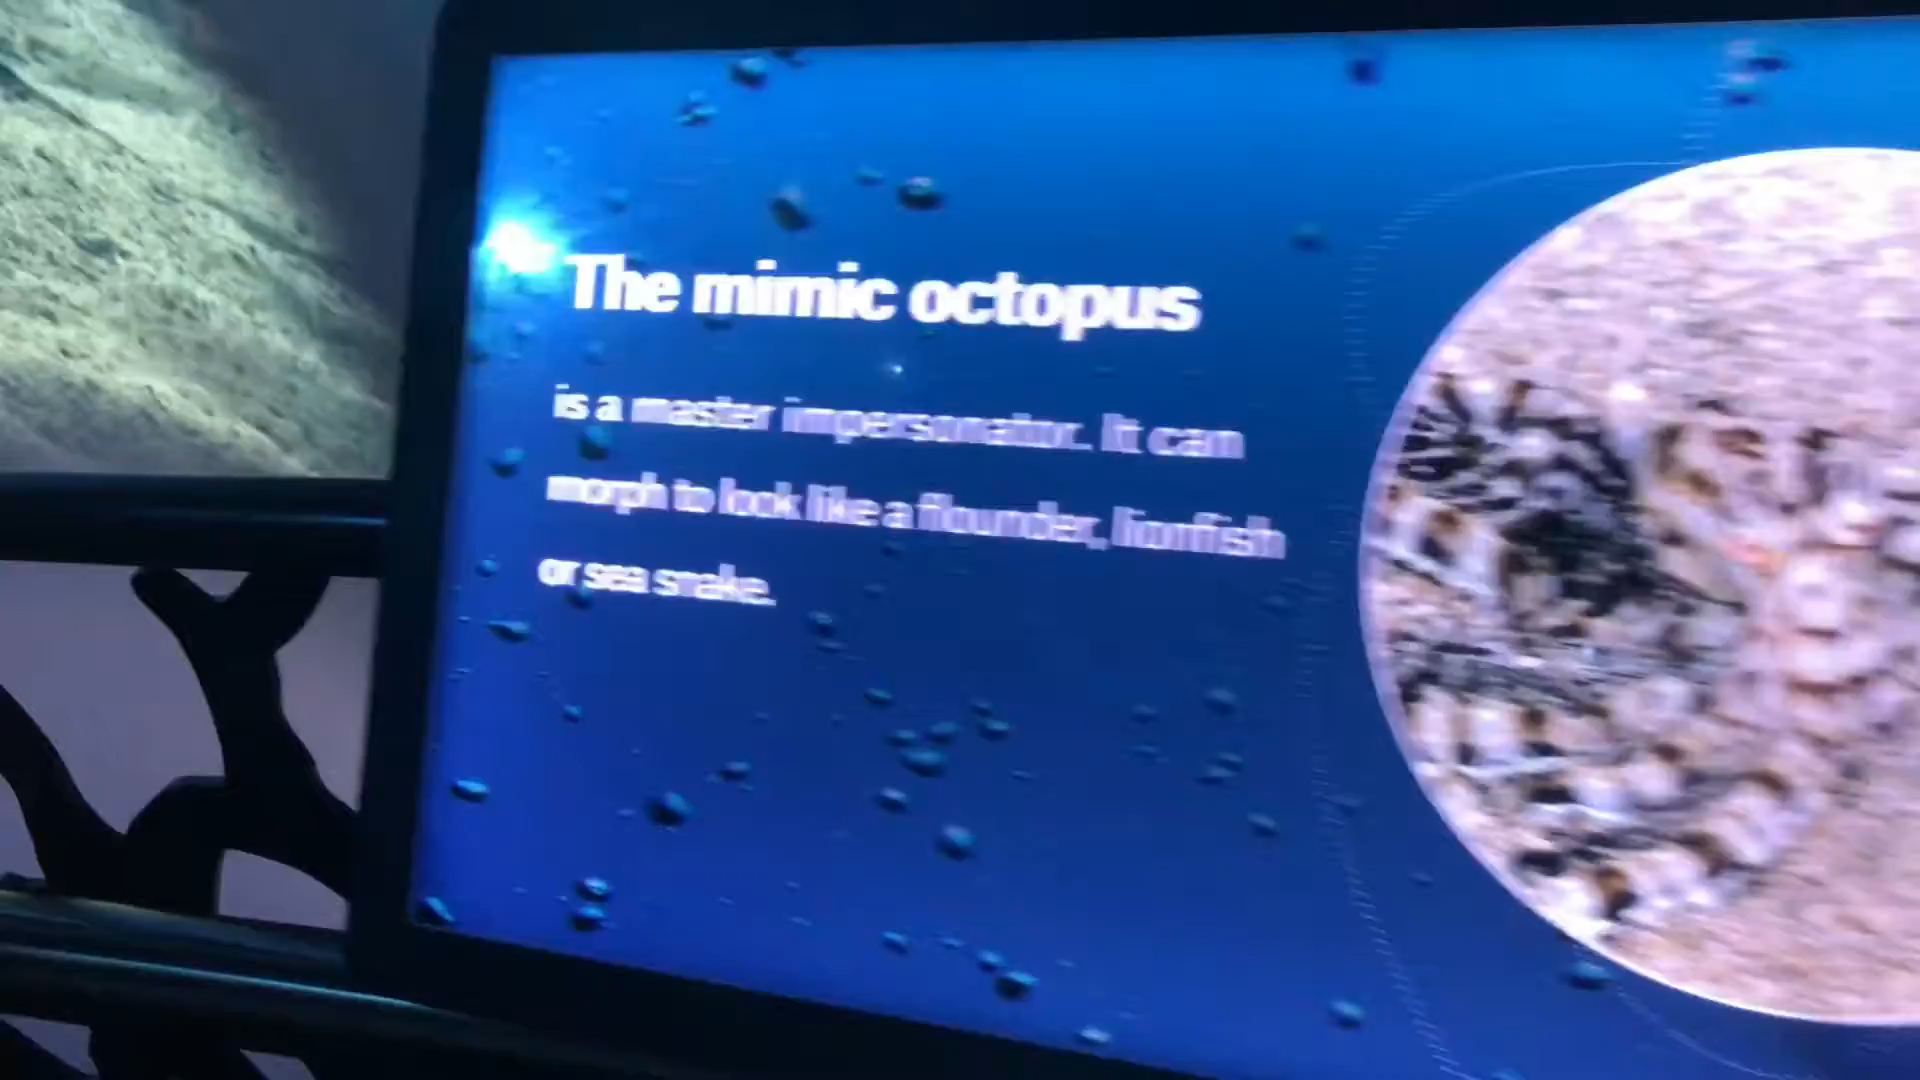 The mimic octopus
is a master impersonator. It can
morph to look like a flounder, lionfish
or sea snake.